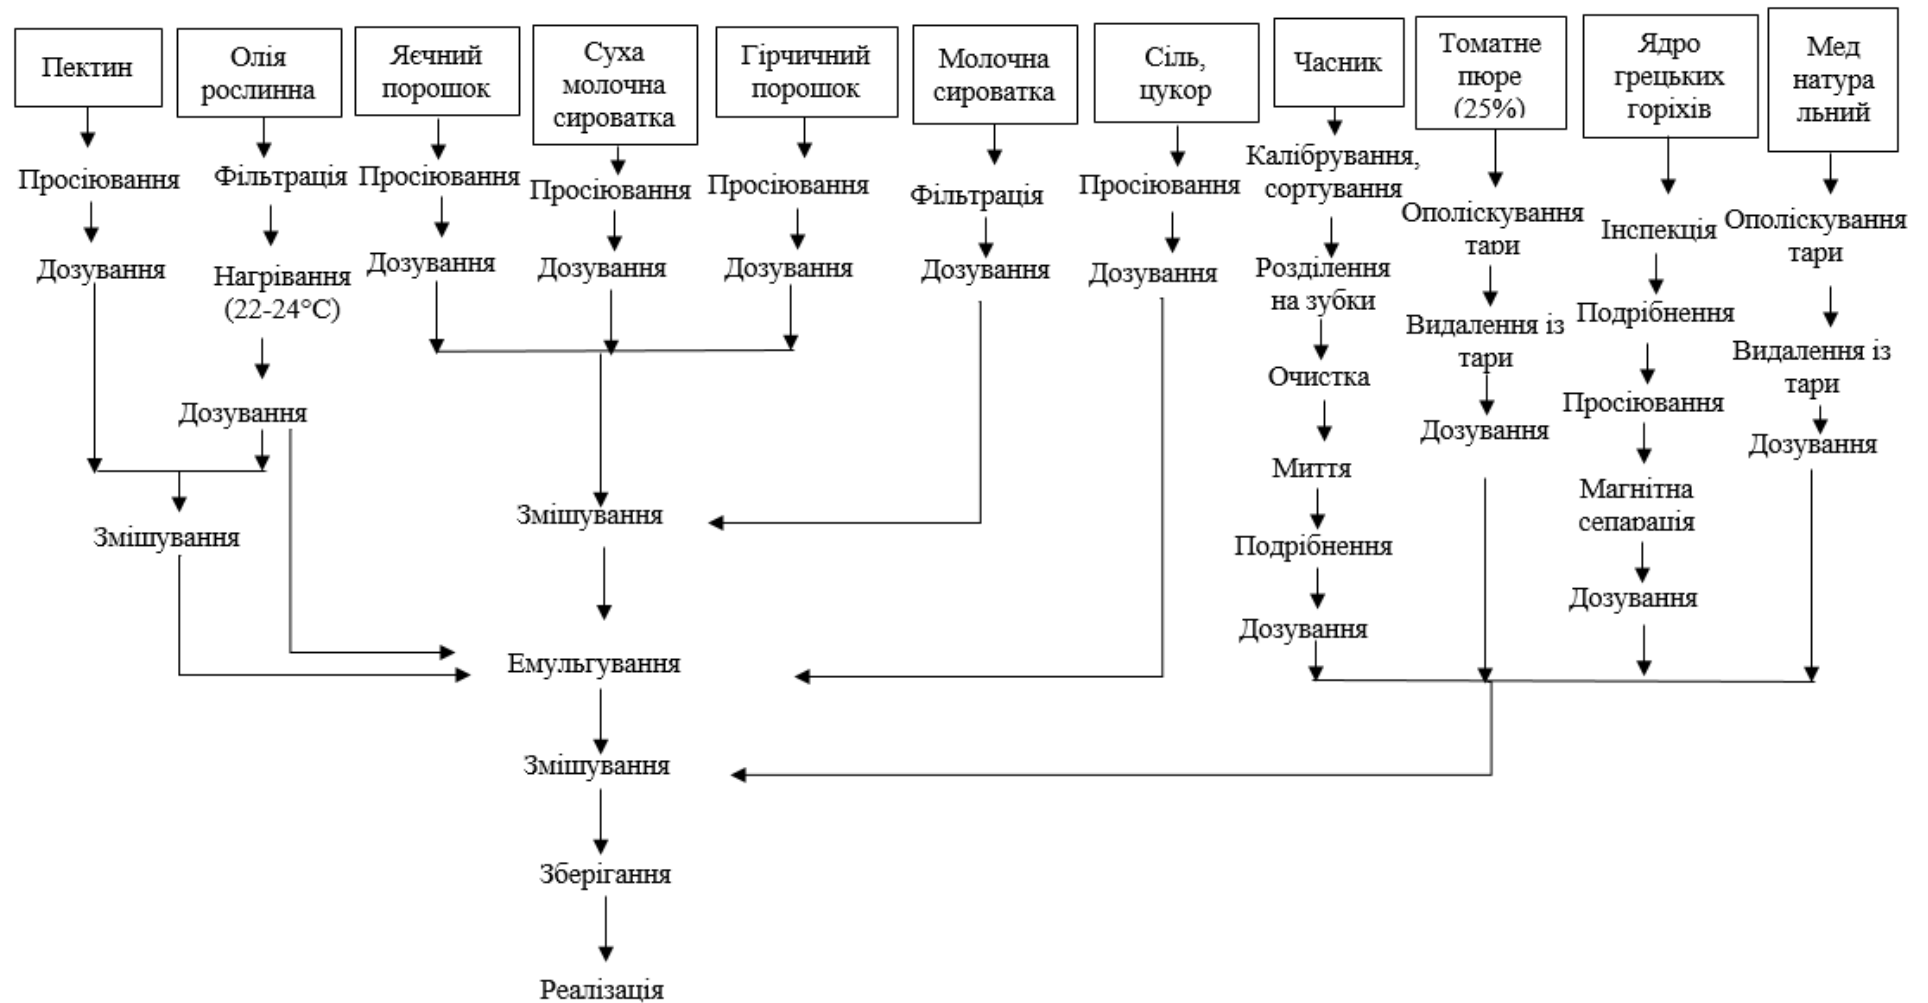 Пектин
Олія
рослинна
Яєчний
порошок
Суха
молочна
сироватка
Гірчичний
порошок
Молочна
сироватка
Сіль,
цукор
Часник
Томатне
пюре
(25%)
Ядро
грецьких
горіхів
Мед
натура
льний
Просіювання
Дозування
Фільтрація
Нагрівання
(22-24°С)
Дозування
Змішування
Просіювання
Дозування
Просіювання
Дозування
Просіювання
Дозування
Фільтрація
Дозування
Просіювання
Дозування
Калібрування,
сортування
Розділення
на зубки
Очистка
Миття
Подрібнення
Дозування
Ополіскування
тари
Видалення із
тари
Дозування
Інспекція
Подрібнення
Просіювання
Магнітна
сепарація
Дозування
Ополіскування
тари
Видалення із
тари
Дозування
Змішування
Емульгування
Змішування
Зберігання
Реалізація